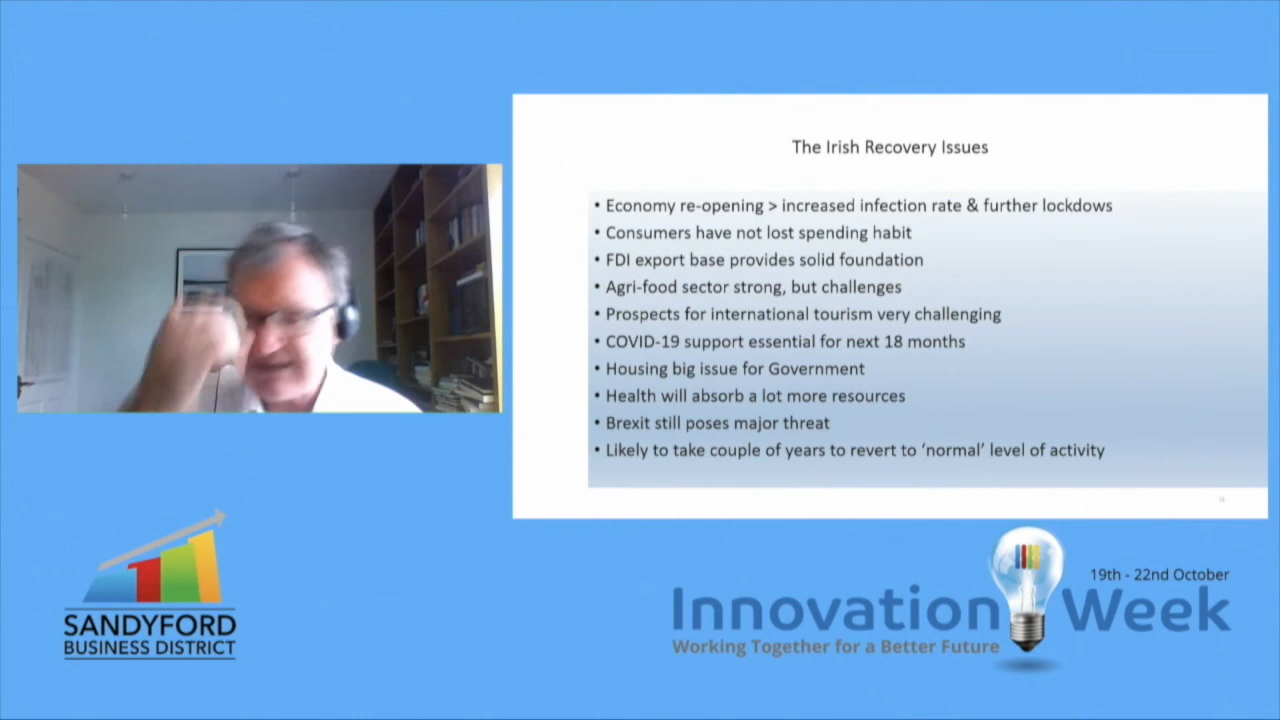 The Irish Recovery Issues
• Economy re-opening > increased infection rate & further lockdows
• Consumers have not lost spending habit
• FDI export base provides solid foundation
• Agri-food sector strong, but challenges
• Prospects for international tourism very challenging
• COVID-19 support essential for next 18 months
• Housing big issue for Government
• Health will absorb a lot more resources
• Brexit still poses major threat
• Likely to take couple of years to revert to ‘normal’ level of activity
SANDYFORD
BUSINESS DISTRICT
19th - 22nd October
Innovation Week
Working Together for a Better Future